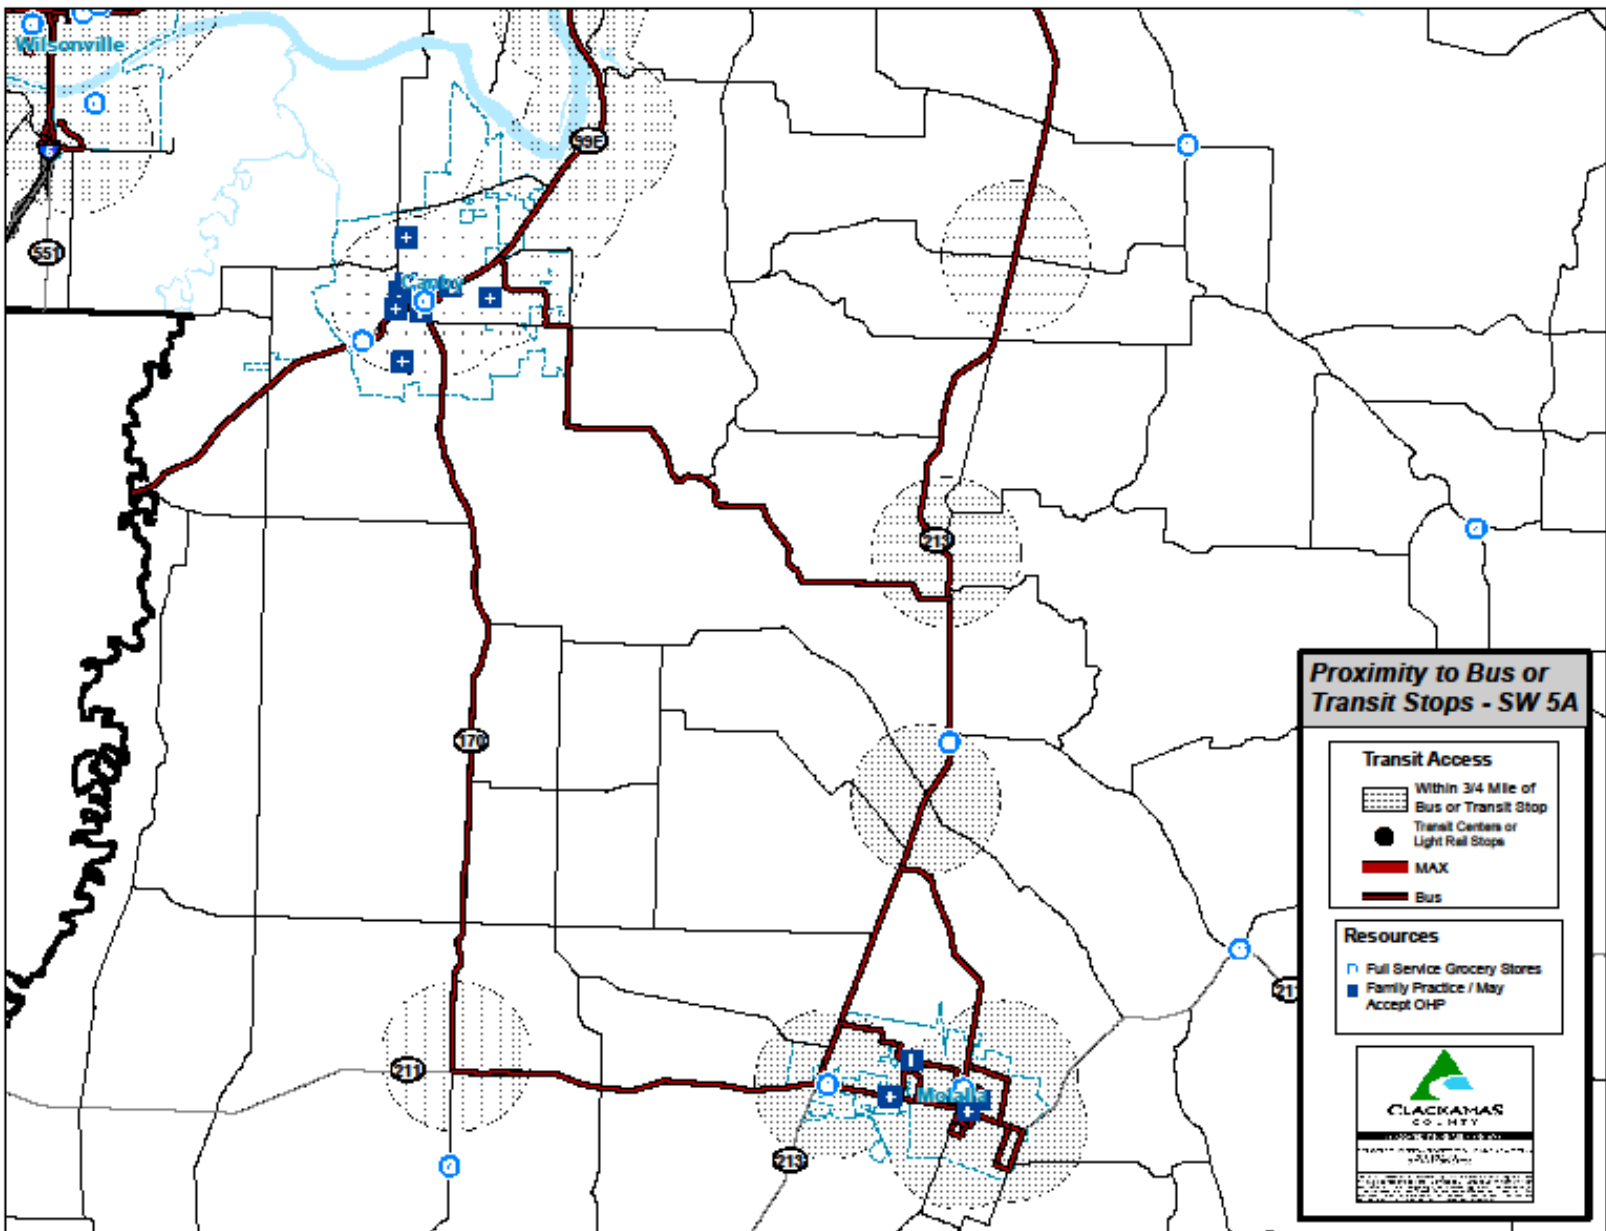 Wilsonville
99E
5
551
Canby
213
170
211
Molalla
213
211
Proximity to Bus or
Transit Stops - SW 5A
Transit Access
Within 3/4 Mile of
Bus or Transit Stop
Transit Centers or
Light Rail Stops
MAX
Bus
Resources
Full Service Grocery Stores
Family Practice / May
Accept OHP
CLACKAMAS
COUNTY